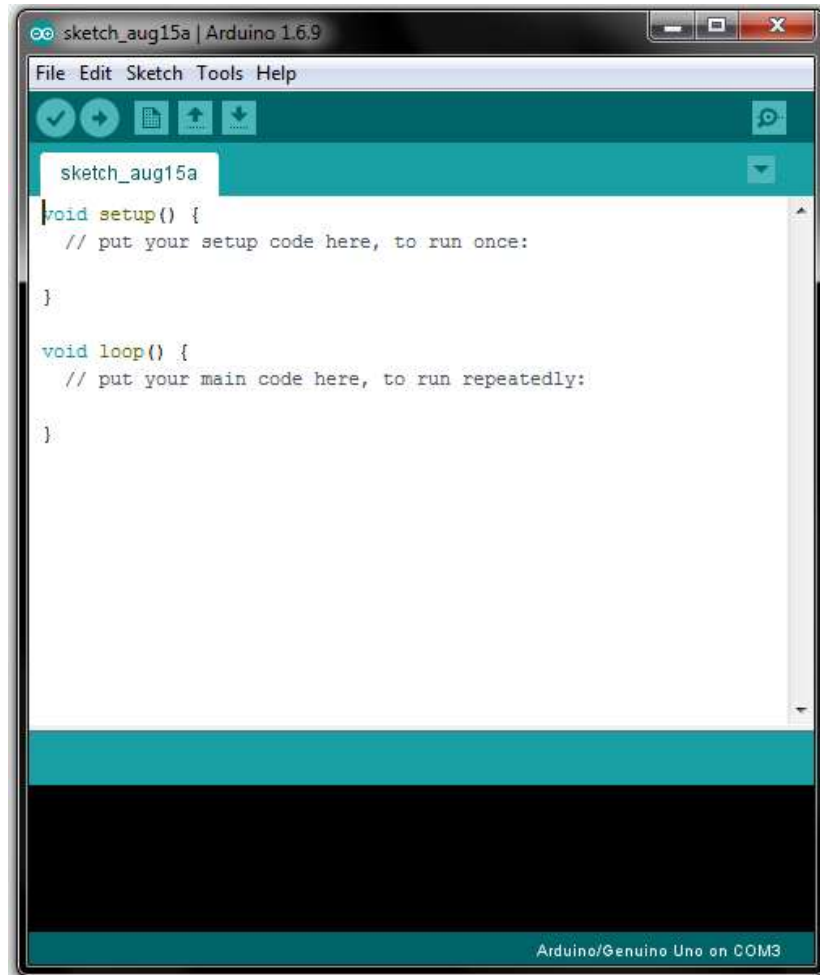 sketch_aug15a | Arduino 1.6.9
File Edit Sketch Tools Help
sketch_aug15a
void setup() {
  // put your setup code here, to run once:

}

void loop() {
  // put your main code here, to run repeatedly:

}
Arduino/Genuino Uno on COM3